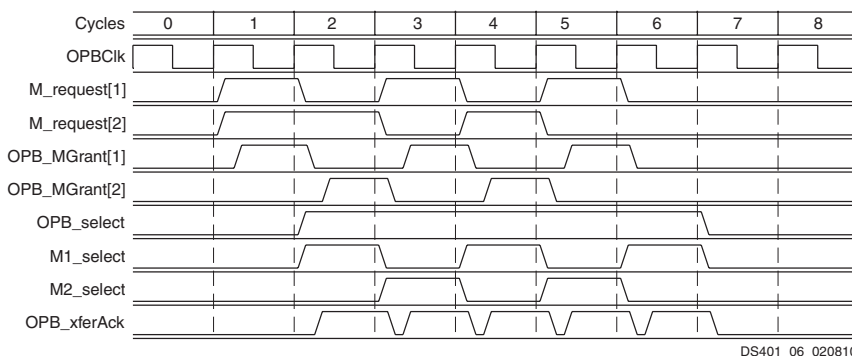 Cycles 0 1 2 3 4 5 6 7 8
OPBClk
M_request[1]
M_request[2]
OPB_MGrant[1]
OPB_MGrant[2]
OPB_select
M1_select
M2_select
OPB_xferAck
DS401_06_020810